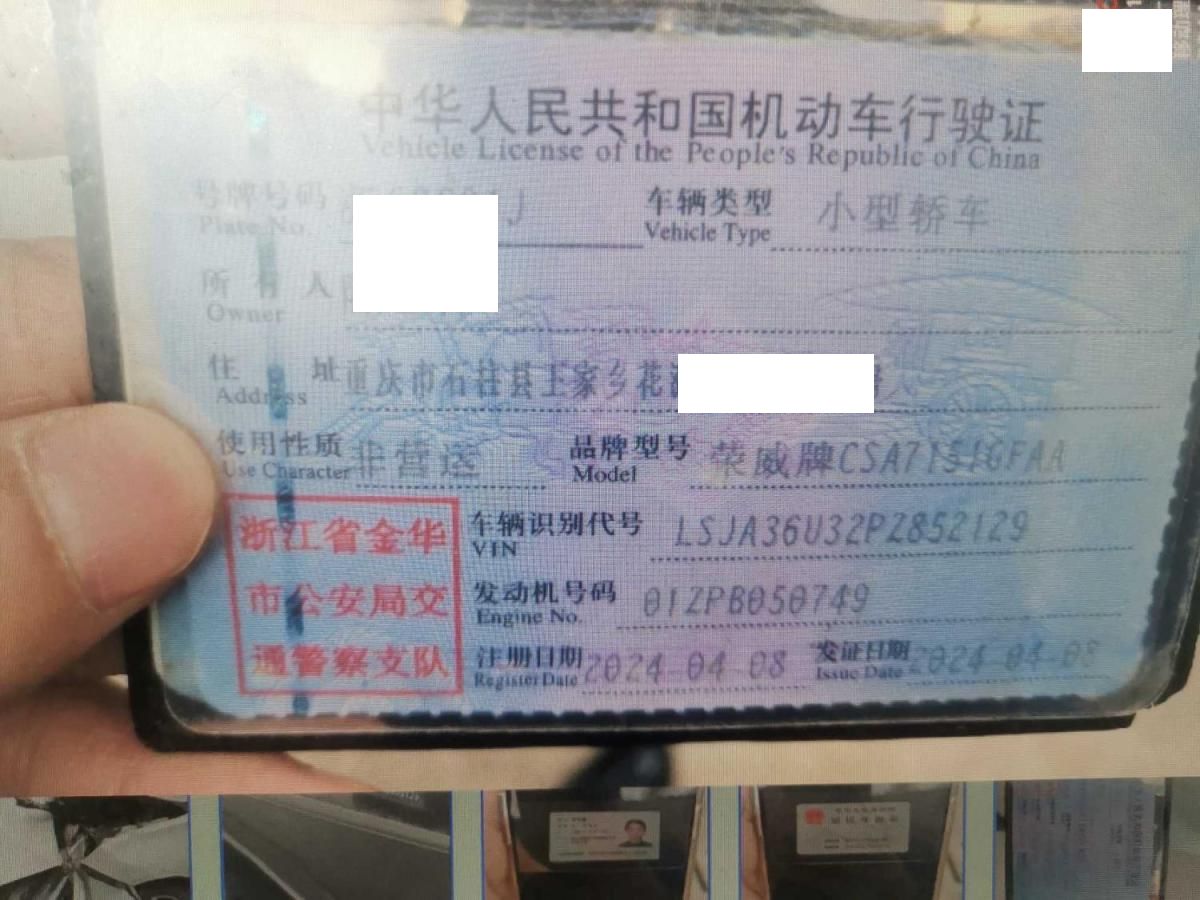 中华人民共和国机动车行驶证
Vehicle License of the People's Republic of China
号牌号码 J 车辆类型 小型轿车
Plate No. Vehicle Type
所有人
Owner
住址 重庆市石柱县王家乡花
Address
使用性质 非营运 品牌型号 荣威牌CSA7151GFAA
Use Character Model
浙江省金华
市公安局交
通警察支队
车辆识别代号 LSJA36U32PZ852129
VIN
发动机号码 01ZPB050749
Engine No.
注册日期 2024-04-08 发证日期 2024-04-08
Register Date Issue Date